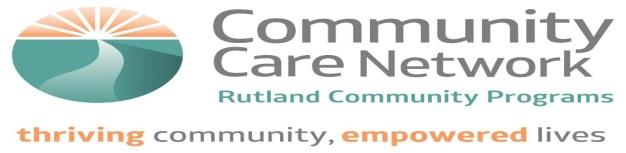 Community
Care Network
Rutland Community Programs
thriving community, empowered lives